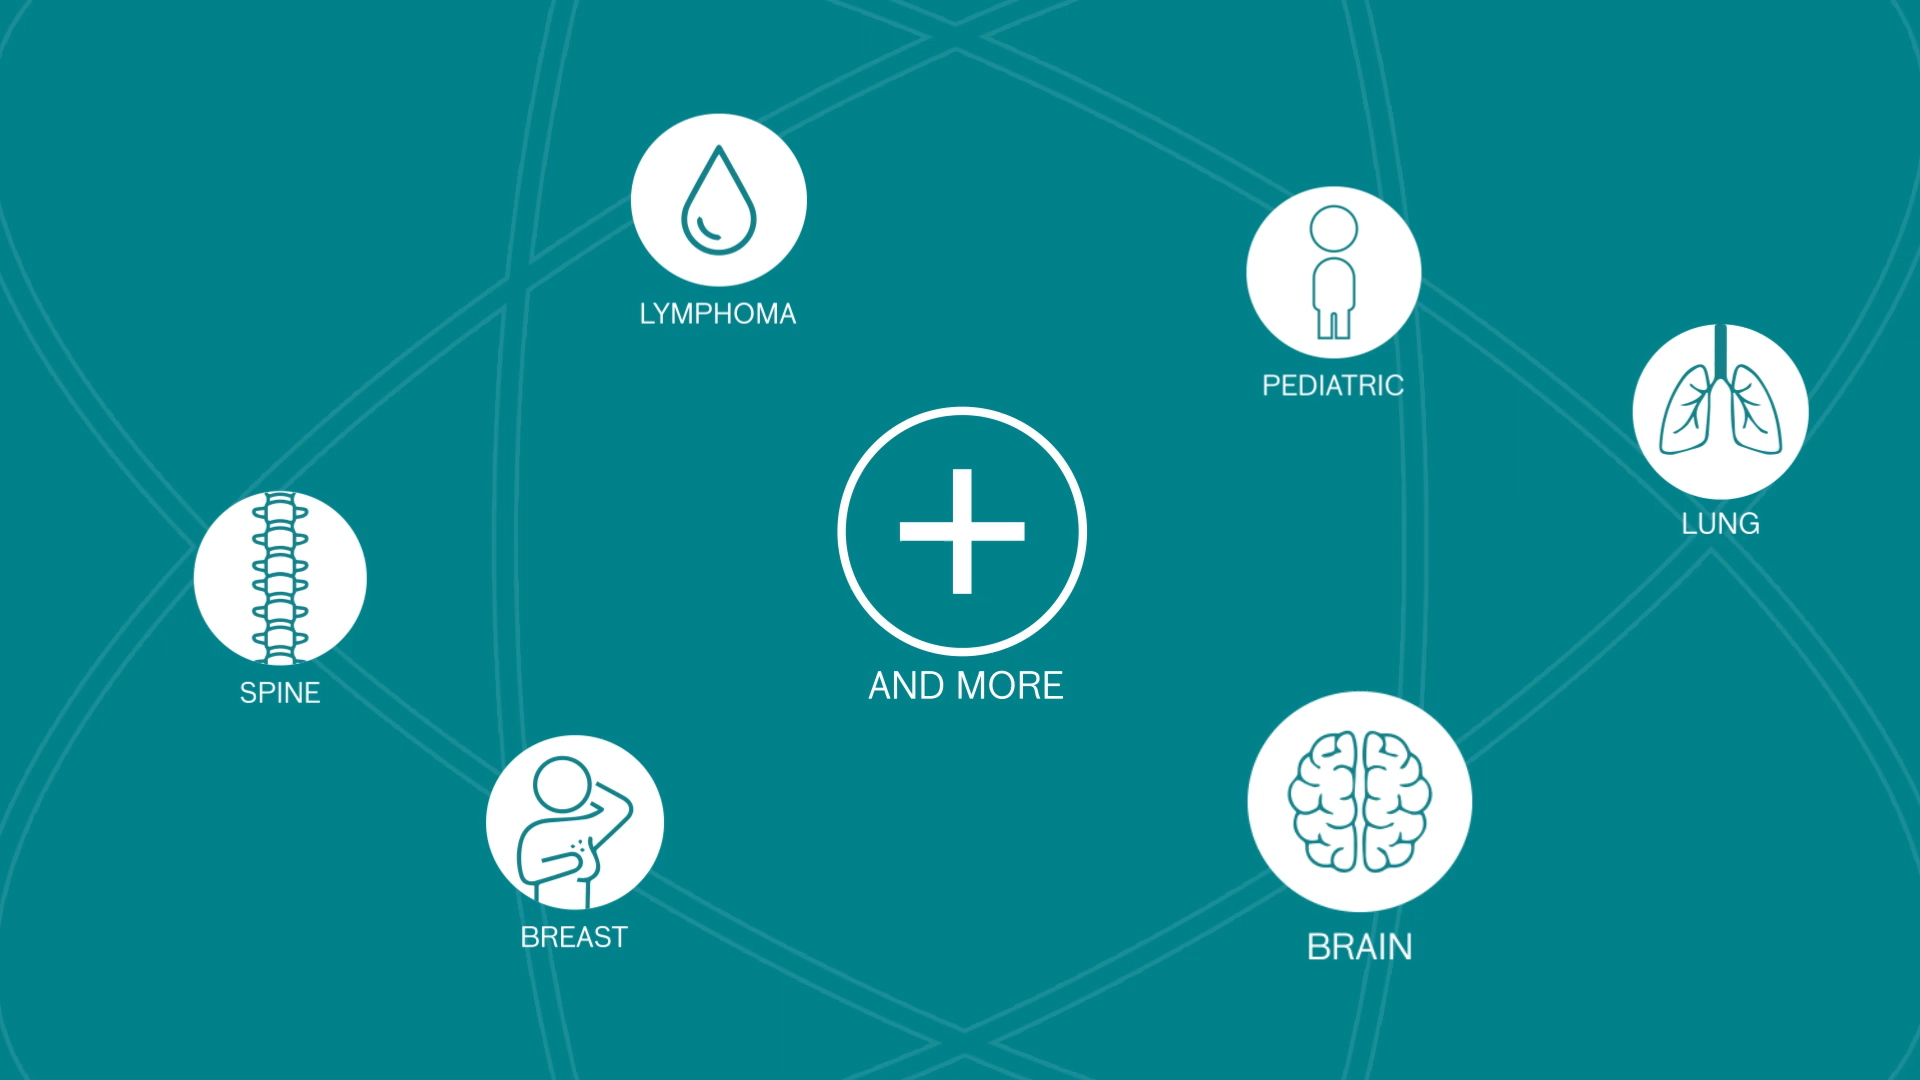 LYMPHOMA
PEDIATRIC
LUNG
SPINE
AND MORE
BREAST
BRAIN